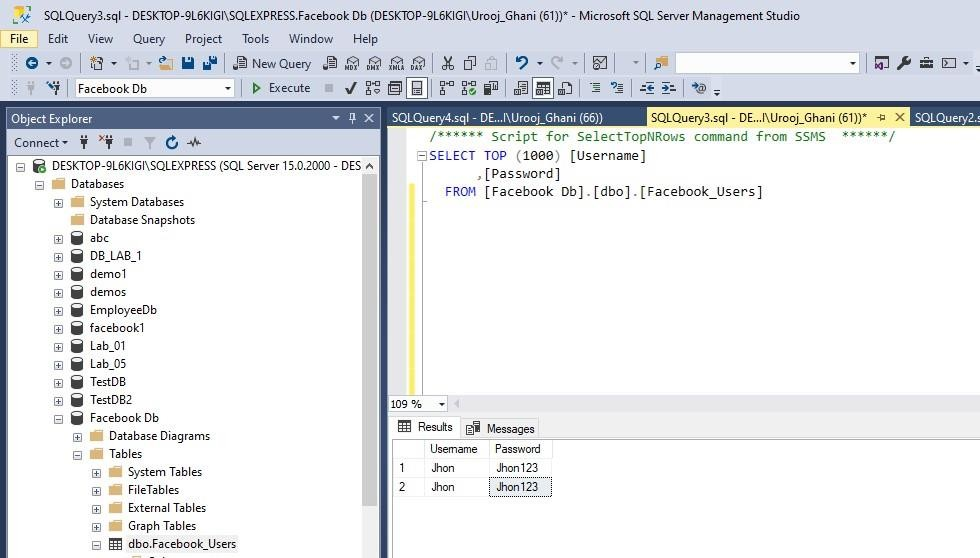 SQLQuery3.sql - DESKTOP-9L6KIGI\SQLEXPRESS.Facebook Db (DESKTOP-9L6KIGI\Urooj_Ghani (61))* - Microsoft SQL Server Management Studio
File Edit View Query Project Tools Window Help
New Query MDX DMX XMLA DAX
Facebook Db Execute
Object Explorer
Connect
DESKTOP-9L6KIGI\SQLEXPRESS (SQL Server 15.0.2000 - DES
Databases
System Databases
Database Snapshots
abc
DB_LAB_1
demo1
demos
EmployeeDb
facebook1
Lab_01
Lab_05
TestDB
TestDB2
Facebook Db
Database Diagrams
Tables
System Tables
FileTables
External Tables
Graph Tables
dbo.Facebook_Users
SQLQuery4.sql - DE...I\Urooj_Ghani (66)) SQLQuery3.sql - DE...I\Urooj_Ghani (61))* SQLQuery2.s
/****** Script for SelectTopNRows command from SSMS ******/
SELECT TOP (1000) [Username]
,[Password]
FROM [Facebook Db].[dbo].[Facebook_Users]
109 %
Results Messages
Username Password
1 Jhon Jhon123
2 Jhon Jhon123